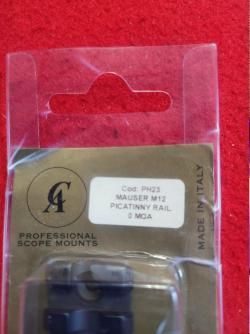 CA
PROFESSIONAL
SCOPE MOUNTS
Cod: PH23
MAUSER M12
PICATINNY RAIL
0 MOA
MADE IN ITALY